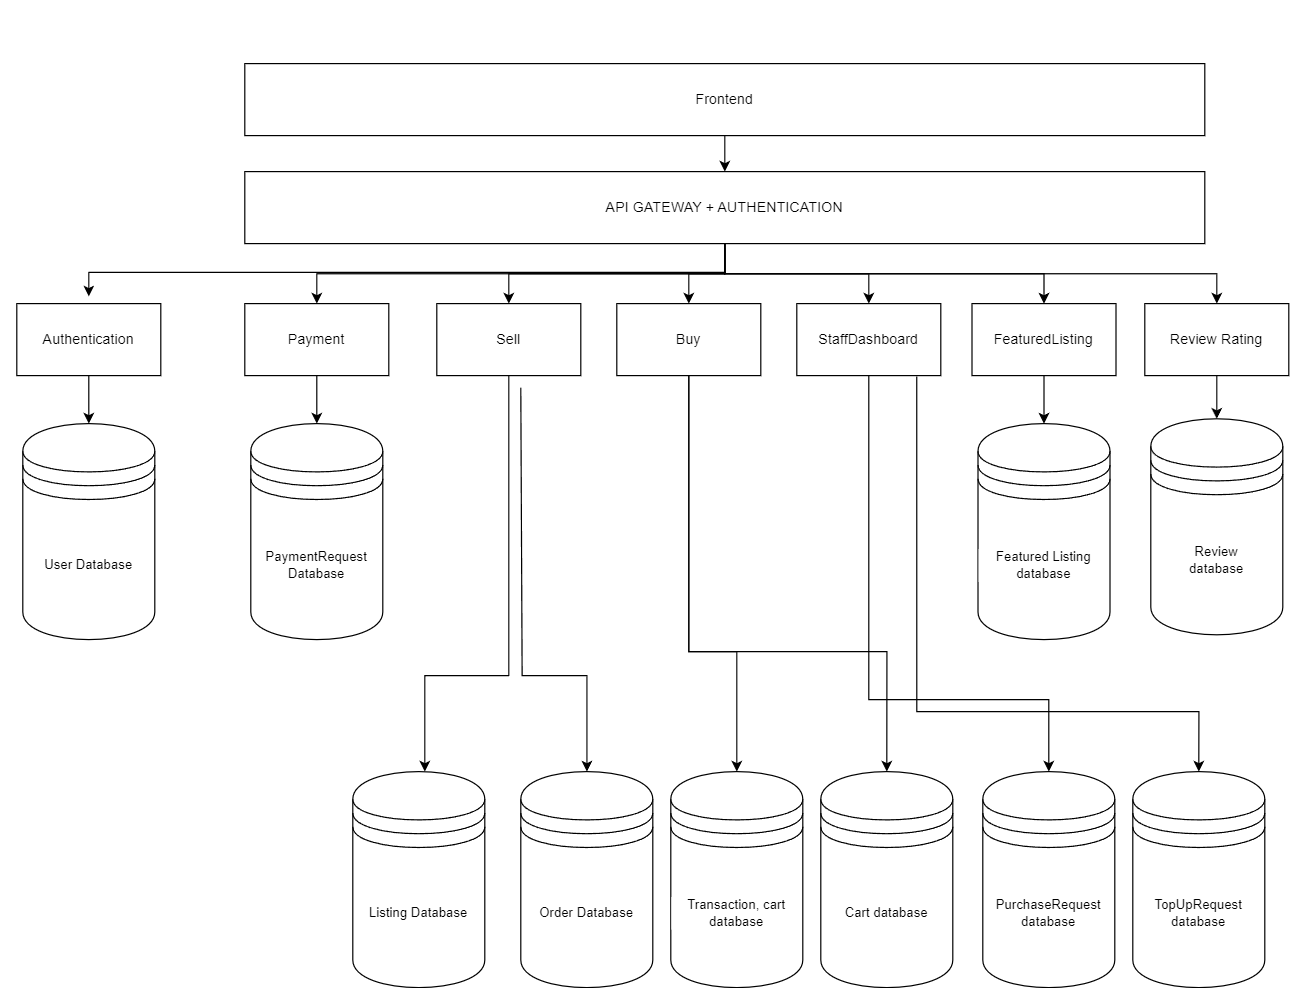 Frontend
API GATEWAY + AUTHENTICATION
Authentication
Payment
Sell
Buy
StaffDashboard
FeaturedListing
Review Rating
User Database
PaymentRequest
Database
Featured Listing
database
Review
database
Listing Database
Order Database
Transaction, cart
database
Cart database
PurchaseRequest
database
TopUpRequest
database